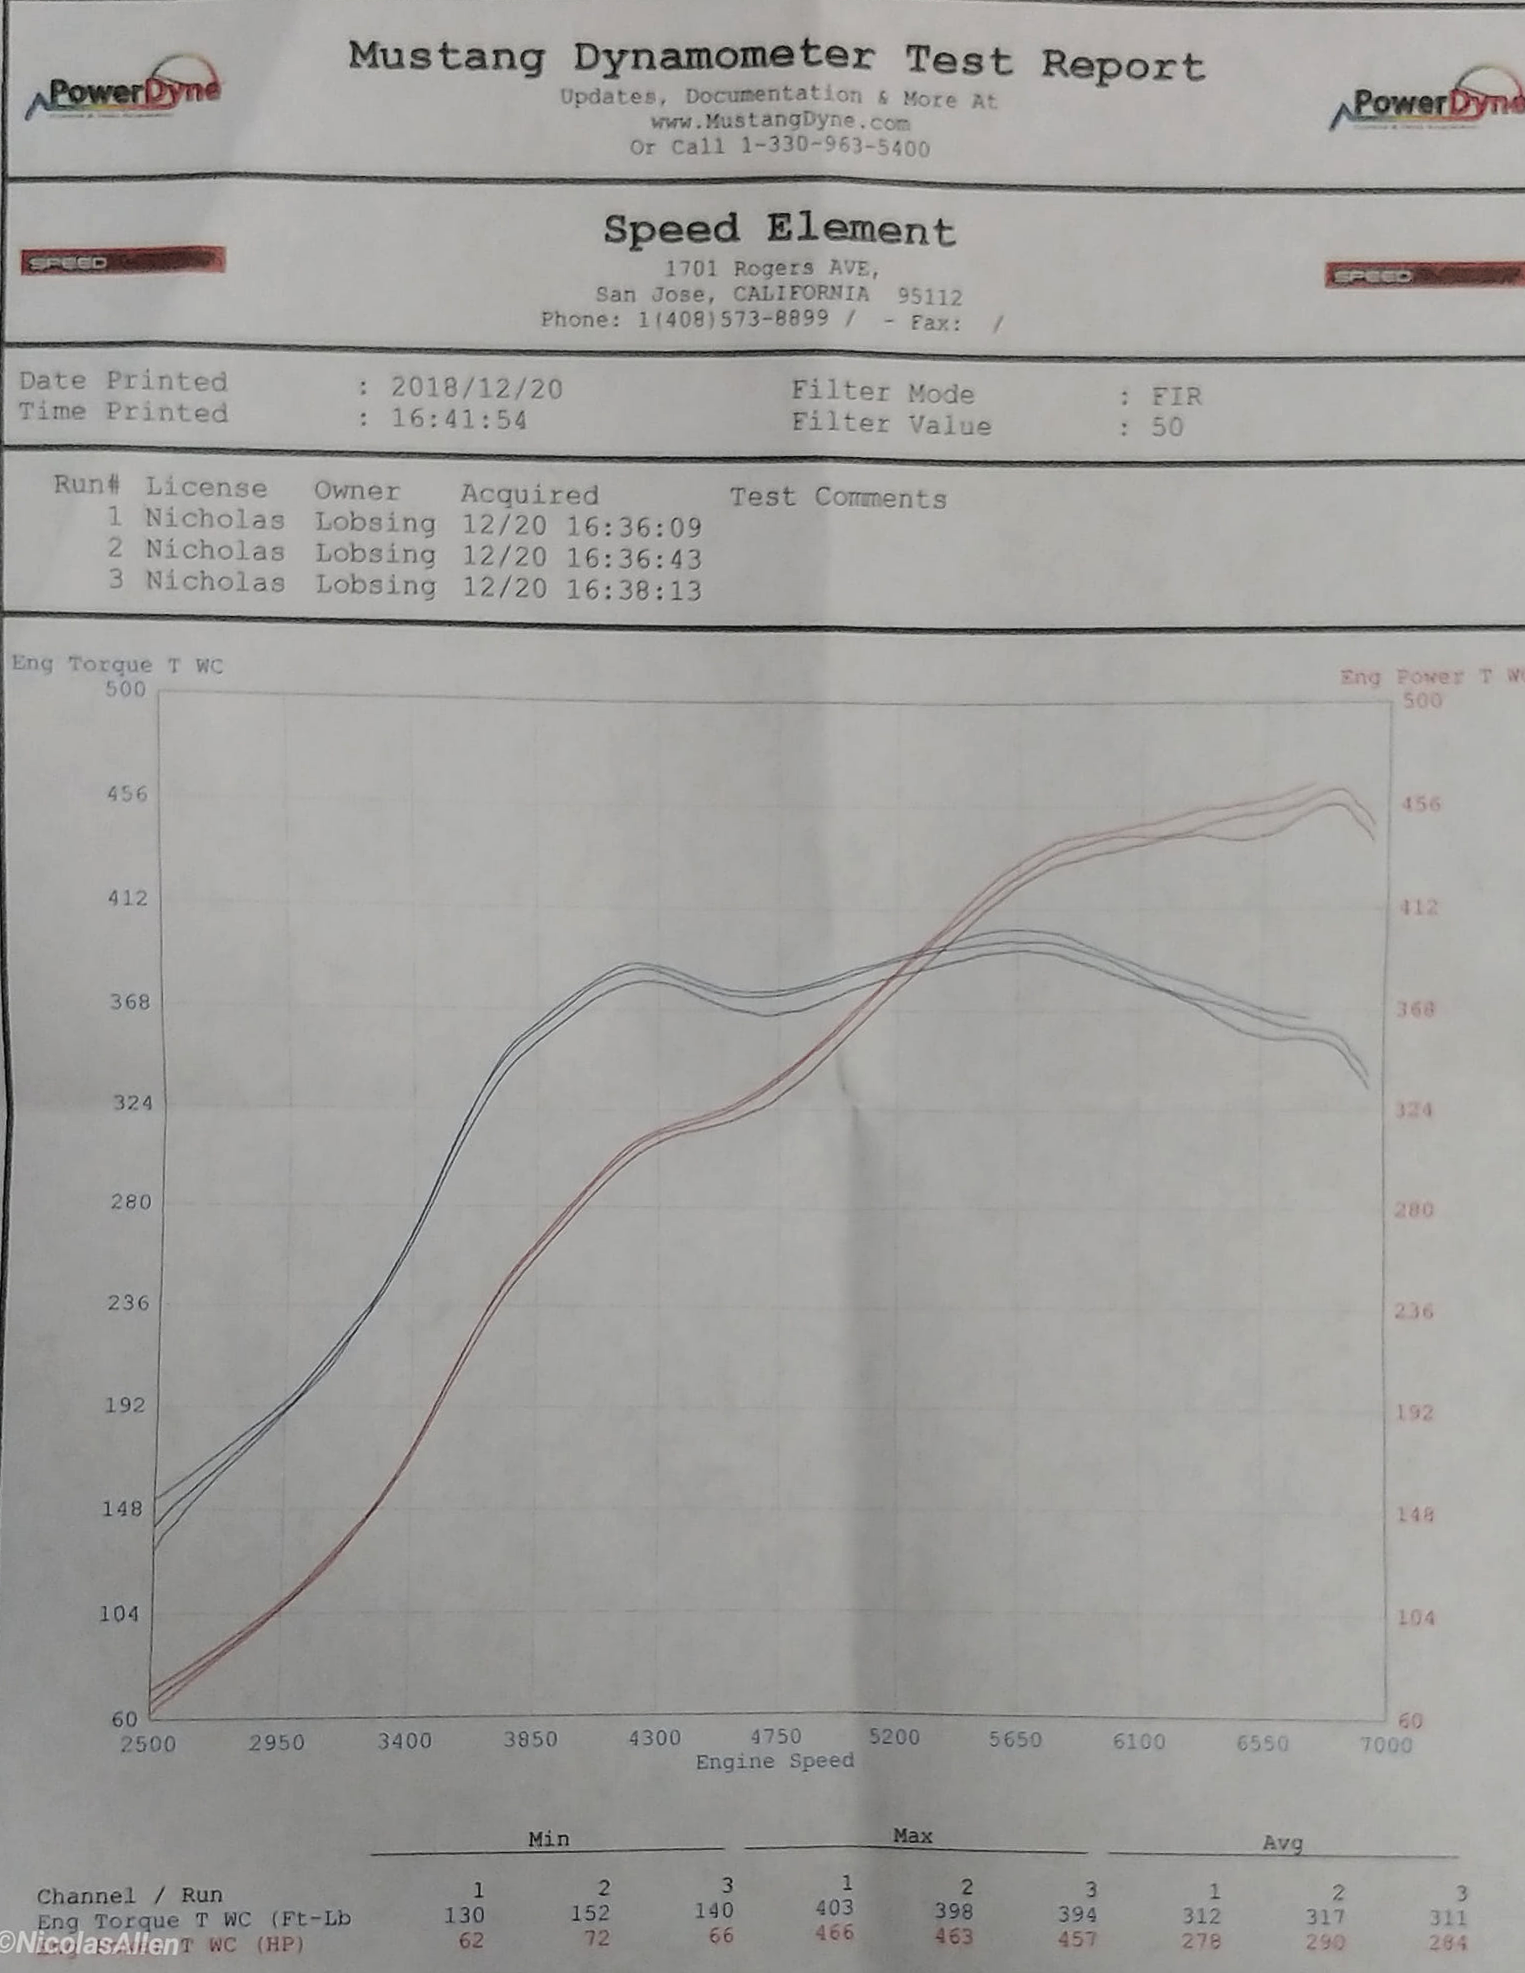 PowerDyne Mustang Dynamometer Test Report PowerDyne
Updates, Documentation & More At
www.MustangDyne.com
Or Call 1-330-963-5400
Speed Element
SPEED SPEED
1701 Rogers AVE,
San Jose, CALIFORNIA 95112
Phone: 1(408)573-8899 / - Fax: /
Date Printed : 2018/12/20 Filter Mode : FIR
Time Printed : 16:41:54 Filter Value : 50
Run# License Owner Acquired Test Comments
1 Nicholas Lobsing 12/20 16:36:09
2 Nicholas Lobsing 12/20 16:36:43
3 Nicholas Lobsing 12/20 16:38:13
Eng Torque T WC Eng Power T WC
500 500
456 456
412 412
368 368
324 324
280 280
236 236
192 192
148 148
104 104
60 60
2500 2950 3400 3850 4300 4750 5200 5650 6100 6550 7000
Engine Speed
Min Max Avg
Channel / Run 1 2 3 1 2 3 1 2 3
Eng Torque T WC (Ft-Lb 130 152 140 403 398 394 312 317 311
T WC (HP) 62 72 66 466 463 457 278 290 284
©NicolasAllen